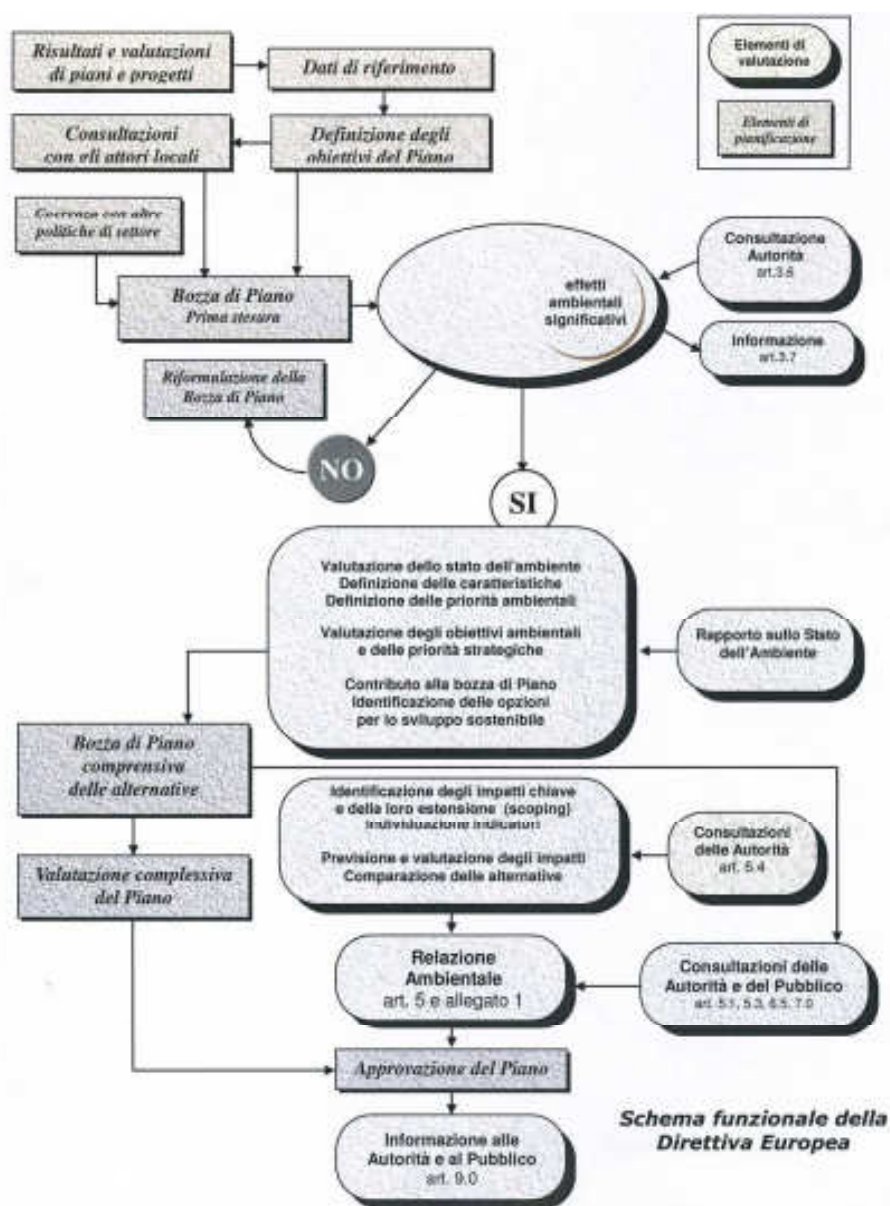 Risultati e valutazioni
di piani e progetti
Dati di riferimento
Elementi di
valutazione
Elementi di
pianificazione
Consultazioni
con gli attori locali
Definizione degli
obiettivi del Piano
Coerenza con altre
politiche di settore
Bozza di Piano
Prima stesura
effetti
ambientali
significativi
Consultazione
Autorità
Informazione
art.3.7
Riformulazione della
Bozza di Piano
NO
SI
Valutazione dello stato dell'ambiente
Definizione delle caratteristiche
Definizione delle priorità ambientali
Valutazione degli obiettivi ambientali
e delle priorità strategiche
Contributo alla bozza di Piano
Identificazione delle opzioni
per lo sviluppo sostenibile
Rapporto sullo Stato
dell'Ambiente
Bozza di Piano
comprensiva
delle alternative
Identificazione degli impatti chiave
e della loro estensione (scoping)
Individuazione indicatori
Previsione e valutazione degli impatti
Comparazione delle alternative
Consultazioni
delle Autorità
art. 5.4
Valutazione complessiva
del Piano
Relazione
Ambientale
art. 5 e allegato 1
Consultazioni delle
Autorità e del Pubblico
art. 5.1, 5.3, 6.5, 7.0
Approvazione del Piano
Informazione alle
Autorità e al Pubblico
art. 9.0
Schema funzionale della
Direttiva Europea